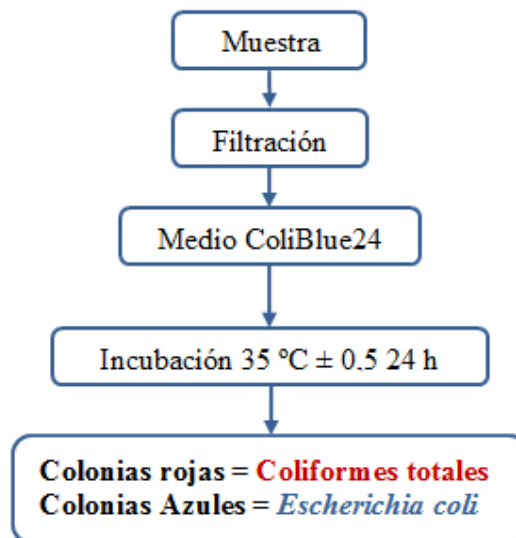 Muestra
Filtración
Medio ColiBlue24
Incubación 35 ºC ± 0.5 24 h
Colonias rojas = Coliformes totales
Colonias Azules = Escherichia coli